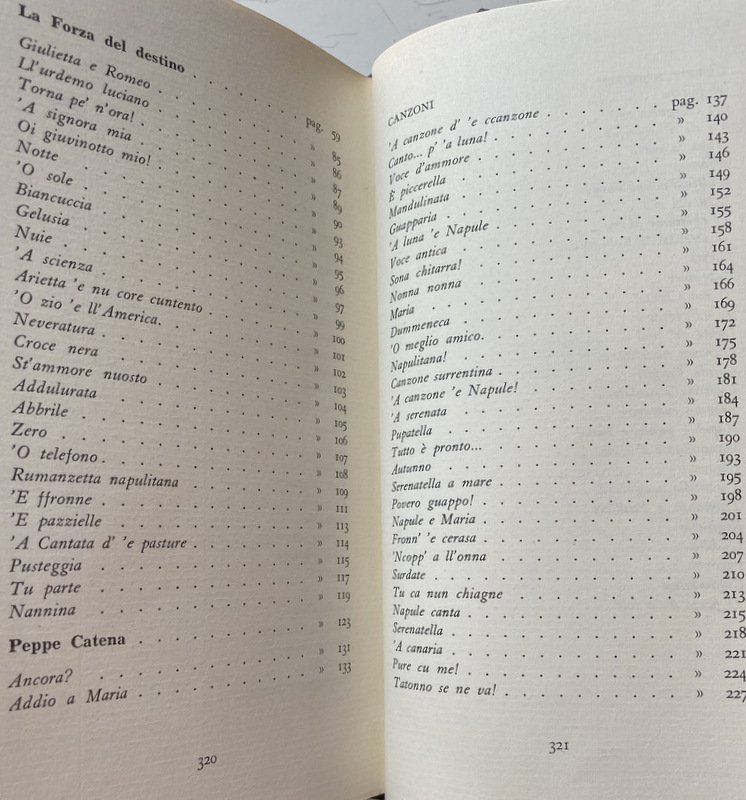 La Forza del destino . . . . . . pag. 59
Giulietta e Romeo . . . . . . » 85
Ll'urdemo luciano . . . . . . » 86
Torna pe' n'ora! . . . . . . » 87
'A signora mia . . . . . . » 89
Oi giuvinotto mio! . . . . . . » 90
Notte . . . . . . » 93
'O sole . . . . . . » 94
Biancuccia . . . . . . » 95
Gelusia . . . . . . » 96
Nuie . . . . . . » 97
'A scienza . . . . . . » 99
Arietta 'e nu core cuntento . . . . . . » 100
'O zio 'e ll'America. . . . . . . » 101
Neveratura . . . . . . » 102
Croce nera . . . . . . » 103
St'ammore nuosto . . . . . . » 104
Addulurata . . . . . . » 105
Abbrile . . . . . . » 106
Zero . . . . . . » 107
'O telefono . . . . . . » 108
Rumanzetta napulitana . . . . . . » 109
'E ffronne . . . . . . » 111
'E pazzielle . . . . . . » 113
'A Cantata d' 'e pasture . . . . . . » 114
Pusteggia . . . . . . » 115
Tu parte . . . . . . » 117
Nannina . . . . . . » 119
Peppe Catena . . . . . . » 123
Ancora? . . . . . . » 131
Addio a Maria . . . . . . » 133
320
CANZONI
'A canzone d' 'e ccanzone . . . . . . pag. 137
Canto... p' 'a luna! . . . . . . » 140
Voce d'ammore . . . . . . » 143
È piccerella . . . . . . » 146
Mandulinata . . . . . . » 149
Guapparia . . . . . . » 152
'A luna 'e Napule . . . . . . » 155
Voce antica . . . . . . » 158
Sona chitarra! . . . . . . » 161
Nonna nonna . . . . . . » 164
Maria . . . . . . » 166
Dummeneca . . . . . . » 169
'O meglio amico. . . . . . . » 172
Napulitana! . . . . . . » 175
Canzone surrentina . . . . . . » 178
'A canzone 'e Napule! . . . . . . » 181
'A serenata . . . . . . » 184
Pupatella . . . . . . » 187
Tutto è pronto... . . . . . . » 190
Autunno . . . . . . » 193
Serenatella a mare . . . . . . » 195
Povero guappo! . . . . . . » 198
Napule e Maria . . . . . . » 201
Fronn' 'e cerasa . . . . . . » 204
'Ncopp' a ll'onna . . . . . . » 207
Surdate . . . . . . » 210
Tu ca nun chiagne . . . . . . » 213
Napule canta . . . . . . » 215
Serenatella . . . . . . » 218
'A canaria . . . . . . » 221
Pure cu me! . . . . . . » 224
Tatonno se ne va! . . . . . . » 227
321